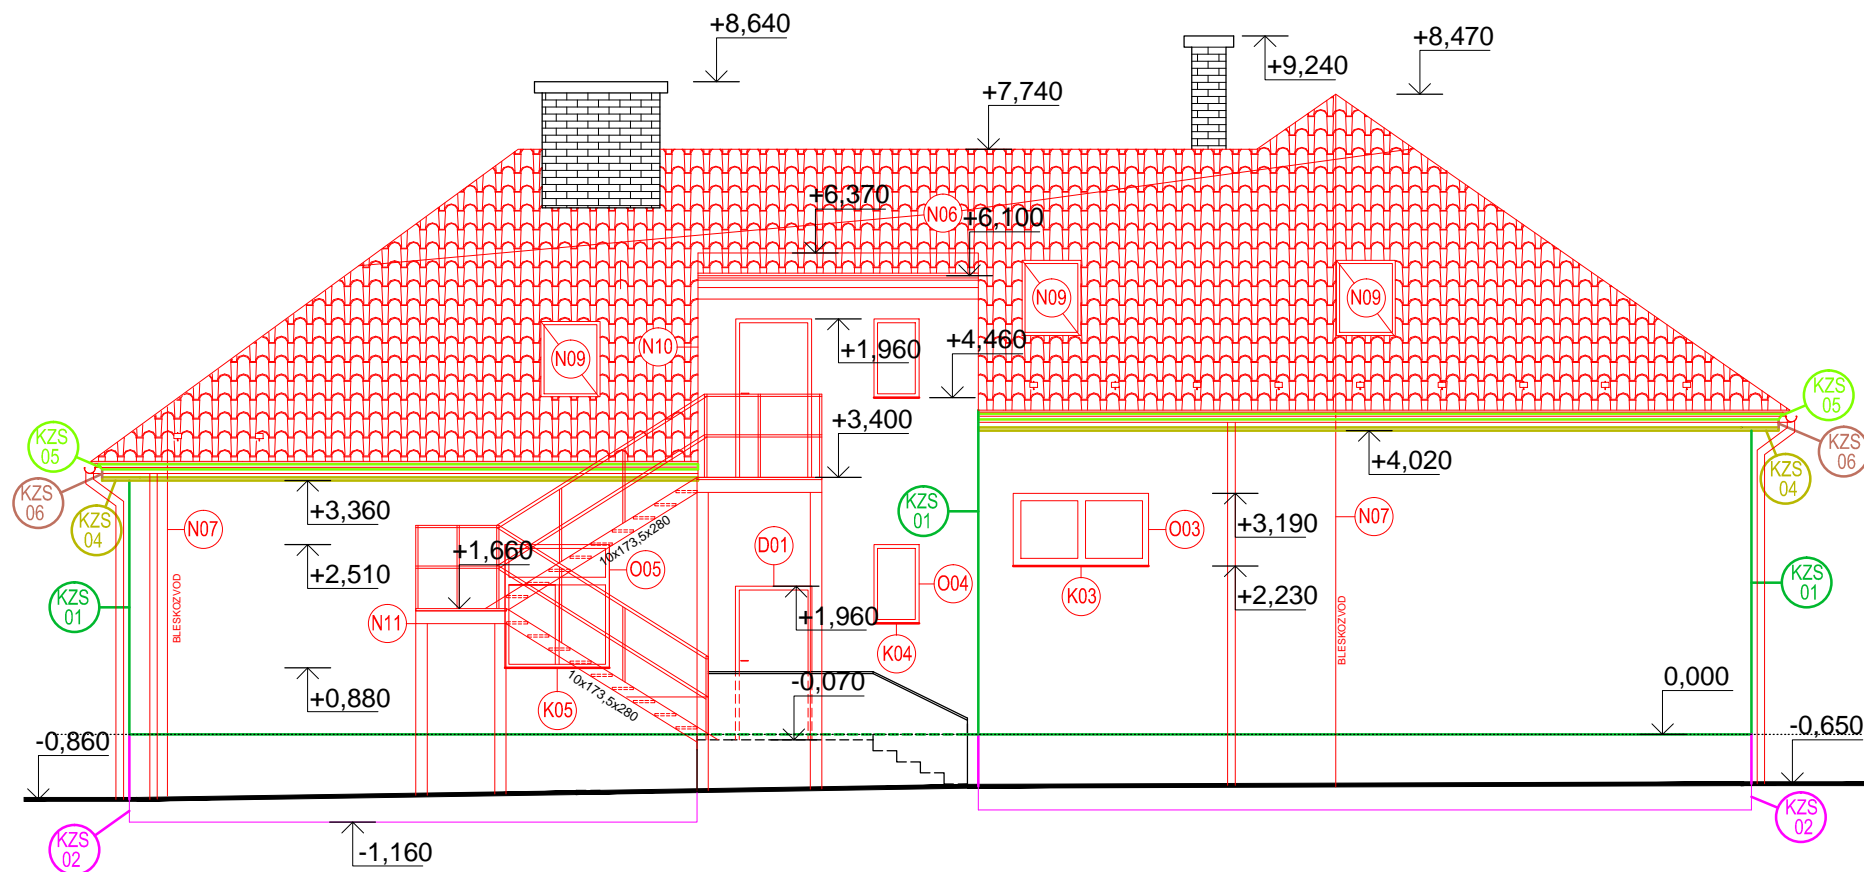 +8,640
+9,240
+8,470
+7,740
+6,370
N06
+6,100
N09
N09
N09
N10
+1,960
+4,460
+3,400
KZS
05
KZS
06
KZS
04
KZS
05
KZS
06
KZS
04
+4,020
+3,360
N07
+2,510
+1,660
10x173,5x280
O05
D01
KZS
01
O04
O03
K03
+3,190
+2,230
N07
KZS
01
KZS
01
BLESKOZVOD
N11
+1,960
K04
BLESKOZVOD
+0,880
K05
10x173,5x280
-0,070
0,000
-0,860
-0,650
KZS
02
-1,160
KZS
02